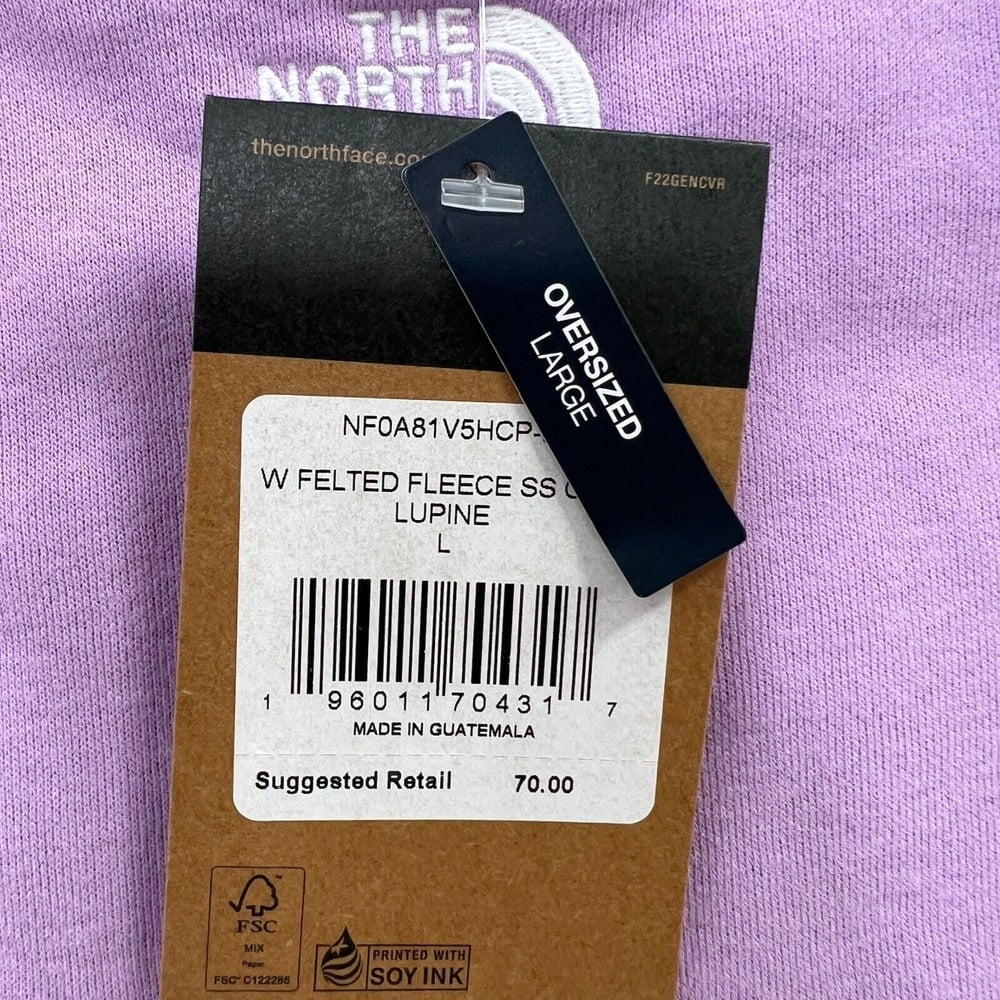 THE
NORTH
thenorthface.co
F22GENCVR
OVERSIZED
LARGE
NF0A81V5HCP-
W FELTED FLEECE SS
LUPINE
L
1 96011 70431 7
MADE IN GUATEMALA
Suggested Retail 70.00
FSC
MIX
Paper
FSC™ C122285
PRINTED WITH
SOY INK